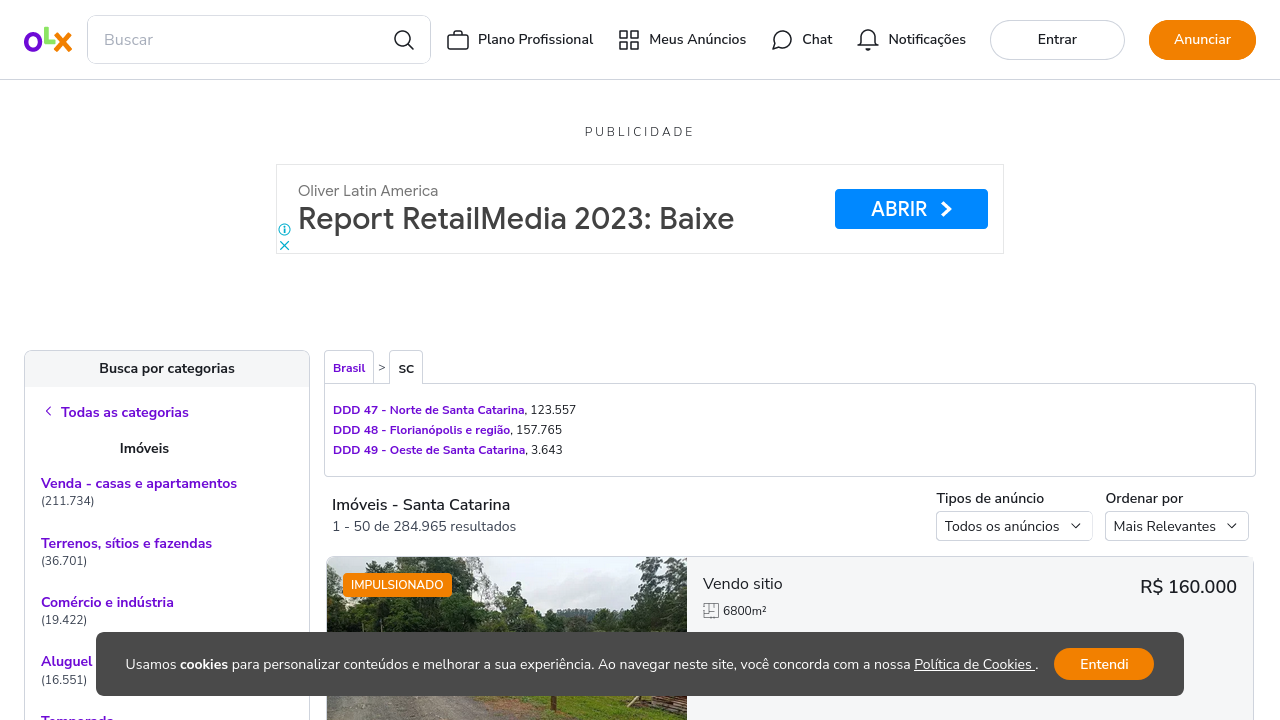 OLX
Buscar
Plano Profissional
Meus Anúncios
Chat
Notificações
Entrar
Anunciar
PUBLICIDADE
Oliver Latin America
Report RetailMedia 2023: Baixe
ABRIR
Busca por categorias
Todas as categorias
Imóveis
Venda - casas e apartamentos
(211.734)
Terrenos, sítios e fazendas
(36.701)
Comércio e indústria
(19.422)
Aluguel
(16.551)
Temporada
Brasil > SC
DDD 47 - Norte de Santa Catarina, 123.557
DDD 48 - Florianópolis e região, 157.765
DDD 49 - Oeste de Santa Catarina, 3.643
Imóveis - Santa Catarina
1 - 50 de 284.965 resultados
Tipos de anúncio
Todos os anúncios
Ordenar por
Mais Relevantes
IMPULSIONADO
Vendo sitio
R$ 160.000
6800m²
Usamos cookies para personalizar conteúdos e melhorar a sua experiência. Ao navegar neste site, você concorda com a nossa Política de Cookies .
Entendi